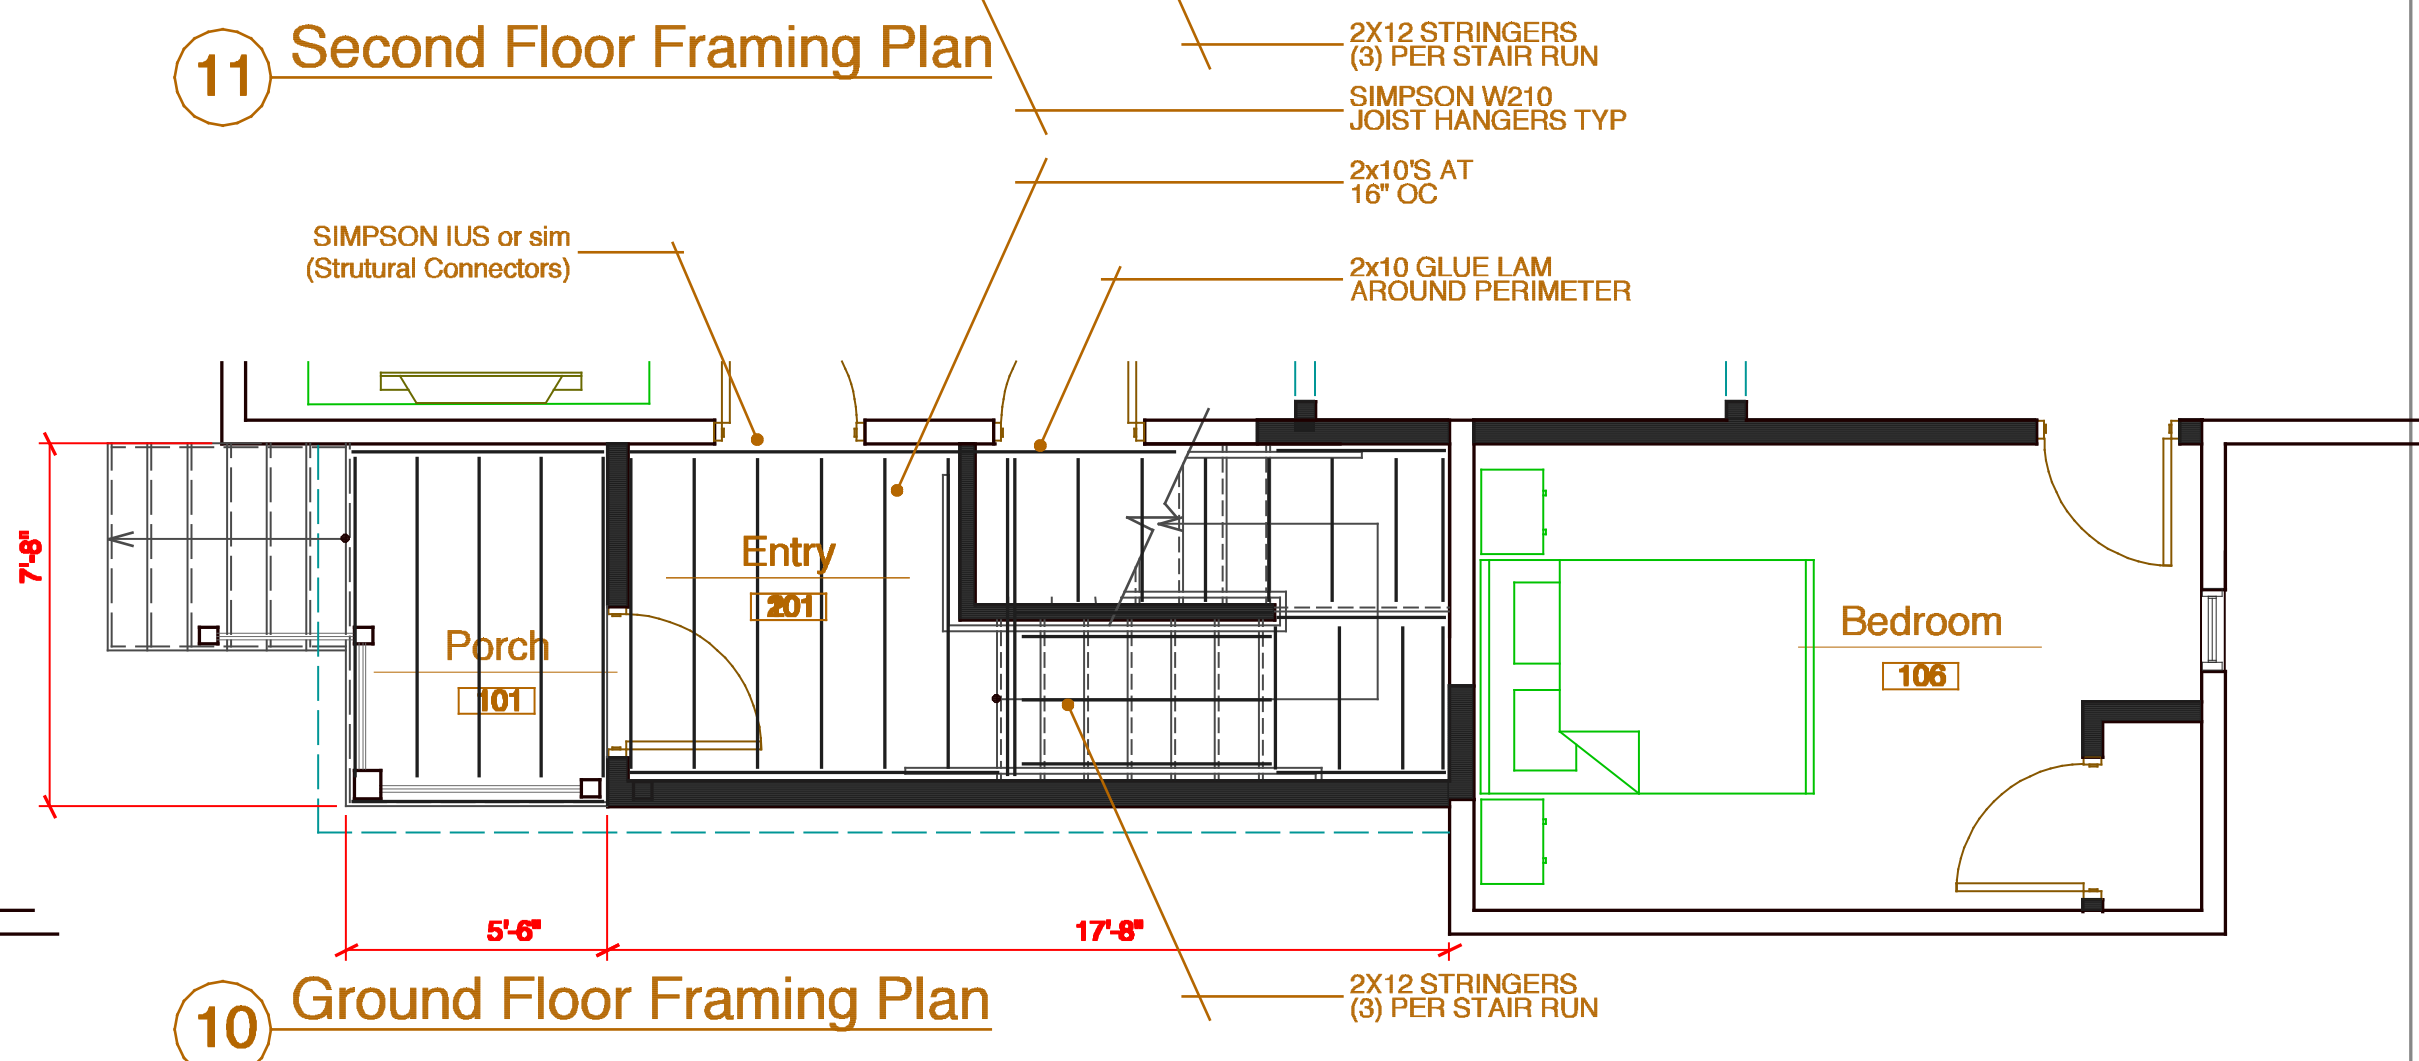 11
Second Floor Framing Plan
2X12 STRINGERS
(3) PER STAIR RUN
SIMPSON W210
JOIST HANGERS TYP
2x10'S AT
16" OC
SIMPSON IUS or sim
(Strutural Connectors)
2x10 GLUE LAM
AROUND PERIMETER
7'-8"
Entry
201
Porch
101
Bedroom
106
5'-6"
17'-8"
10
Ground Floor Framing Plan
2X12 STRINGERS
(3) PER STAIR RUN